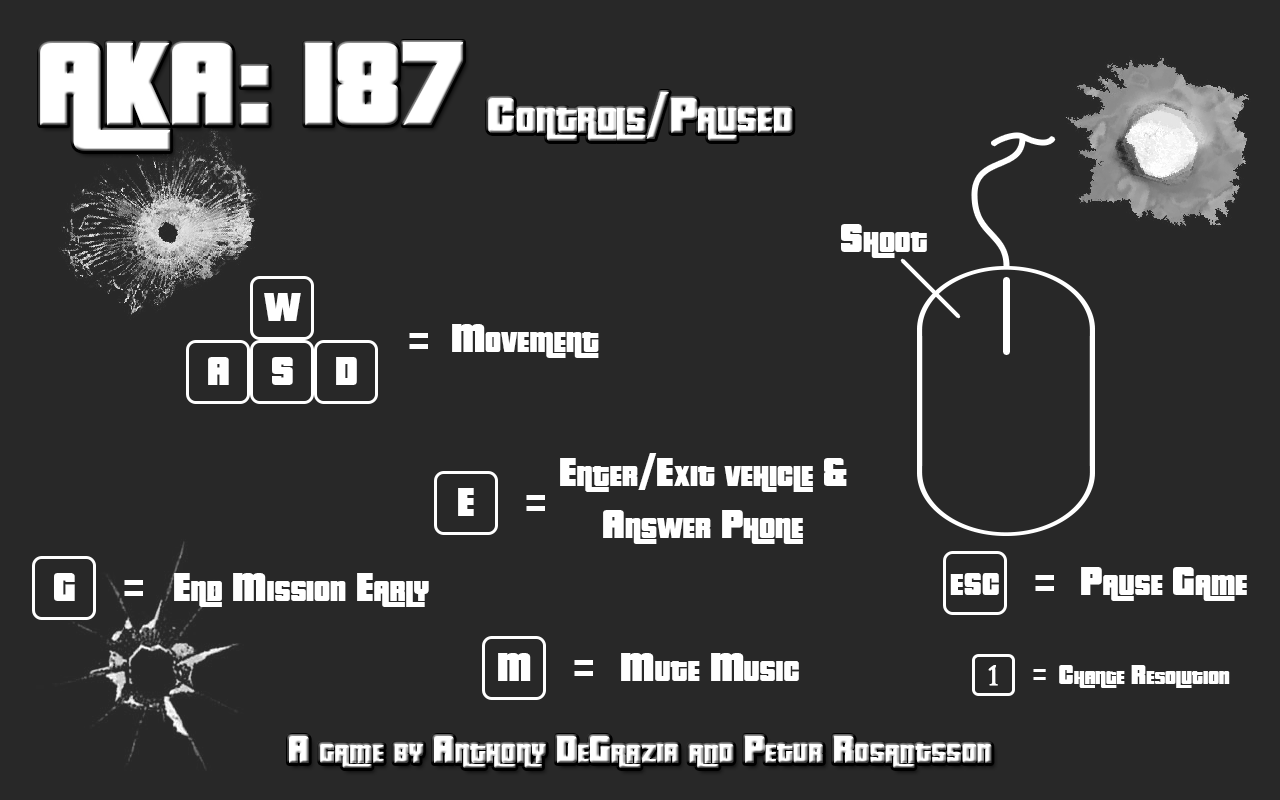 AKA: 187
Controls/Paused
Shoot
W
A S D
= Movement
E
=
Enter/Exit vehicle &
Answer Phone
G = End Mission Early
ESC = Pause Game
M = Mute Music
1 = Change Resolution
A game by Anthony DeGrazia and Petur Rosantsson